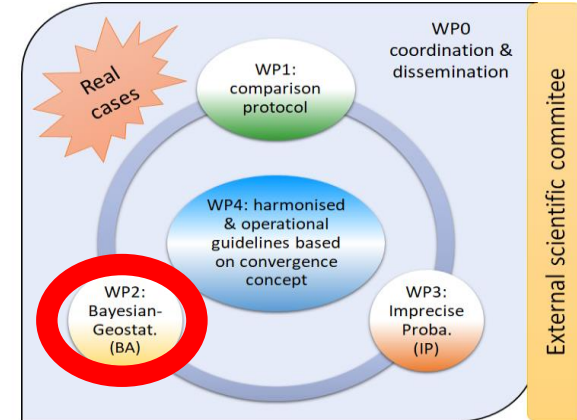 WP0
coordination &
dissemination
Real
cases
WP1:
comparison
protocol
WP4: harmonised
& operational
guidelines based
on convergence
concept
WP2:
Bayesian-
Geostat.
(BA)
WP3:
Imprecise
Proba.
(IP)
External scientific commitee